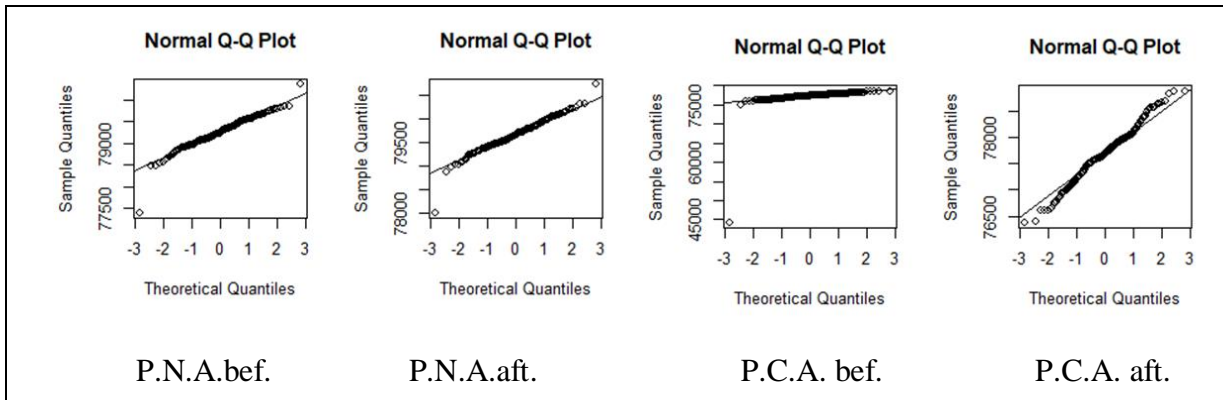 Normal Q-Q Plot
Sample Quantiles
77500 79000
-3 -2 -1 0 1 2 3
Theoretical Quantiles
P.N.A.bef.
Normal Q-Q Plot
Sample Quantiles
78000 79500
-3 -2 -1 0 1 2 3
Theoretical Quantiles
P.N.A.aft.
Normal Q-Q Plot
Sample Quantiles
45000 60000 75000
-3 -2 -1 0 1 2 3
Theoretical Quantiles
P.C.A. bef.
Normal Q-Q Plot
Sample Quantiles
76500 78000
-3 -2 -1 0 1 2 3
Theoretical Quantiles
P.C.A. aft.